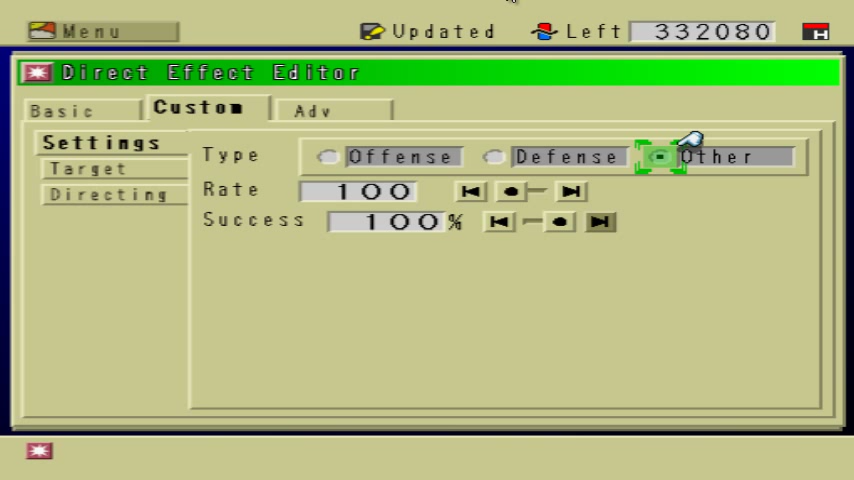 Menu Updated Left 332080 H
Direct Effect Editor
Basic Custom Adv
Settings
Target
Directing
Type Offense Defense Other
Rate 100
Success 100%